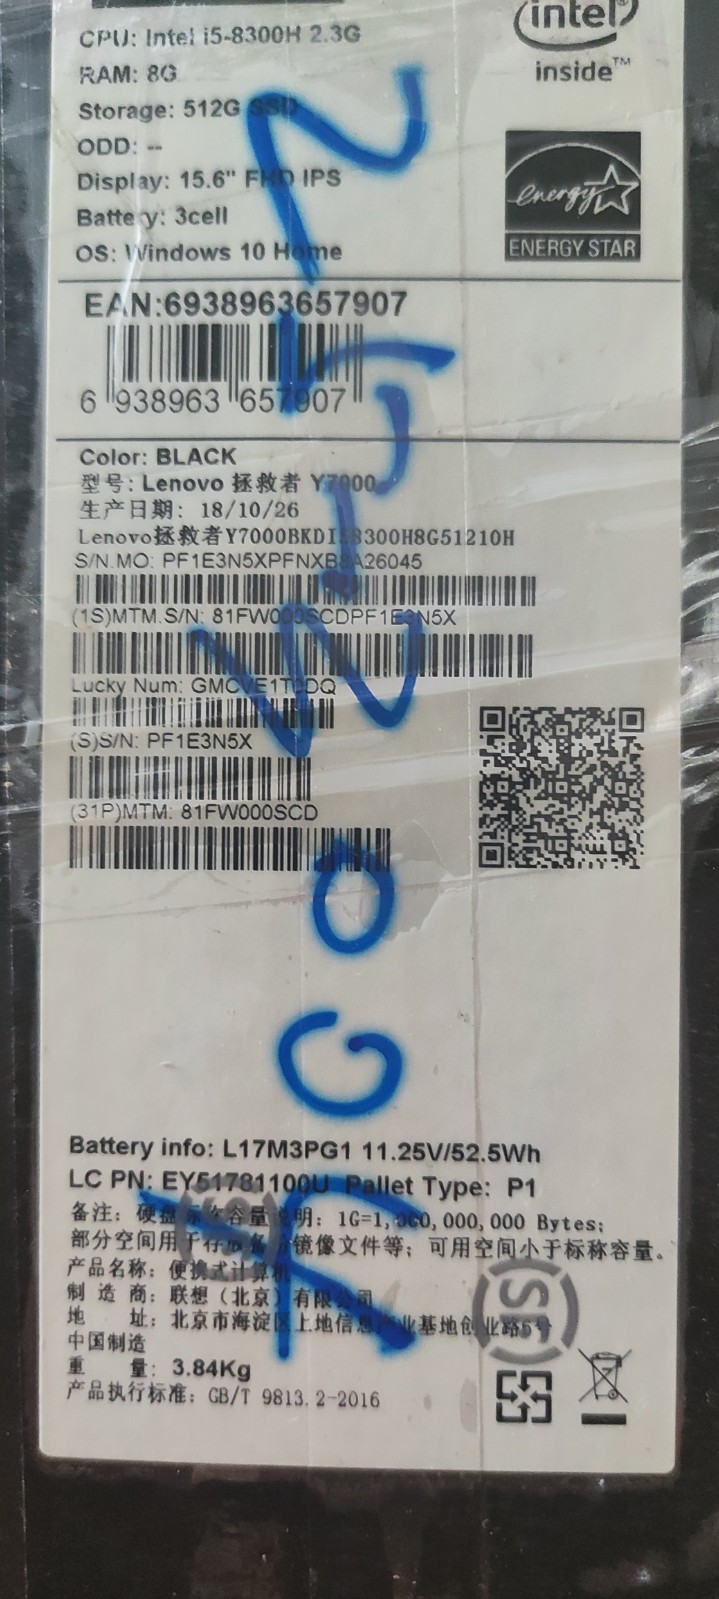 CPU: Intel i5-8300H 2.3G
RAM: 8G
Storage: 512G SSD
ODD: --
Display: 15.6" FHD IPS
Battery: 3cell
OS: Windows 10 Home
intel
inside™
energy
ENERGY STAR
EAN:6938963657907
6 938963 657907
Color: BLACK
型号: Lenovo 拯救者 Y7000
生产日期: 18/10/26
Lenovo拯救者Y7000BKDI58300H8G51210H
S/N.MO: PF1E3N5XPFNXB8A26045
(1S)MTM.S/N: 81FW000SCDPF1E3N5X
Lucky Num:
(S)S/N: PF1E3N5X
(31P)MTM: 81FW000SCD
Battery info: L17M3PG1 11.25V/52.5Wh
LC PN: EY51781100U Pallet Type: P1
备注: 硬盘标称容量说明: 1G=1,000,000,000 Bytes;
部分空间用于存放备份镜像文件等; 可用空间小于标称容量。
产品名称: 便携式计算机
制造商: 联想（北京）有限公司
地址: 北京市海淀区上地信息产业基地创业路6号
中国制造
重量: 3.84Kg
产品执行标准: GB/T 9813.2-2016